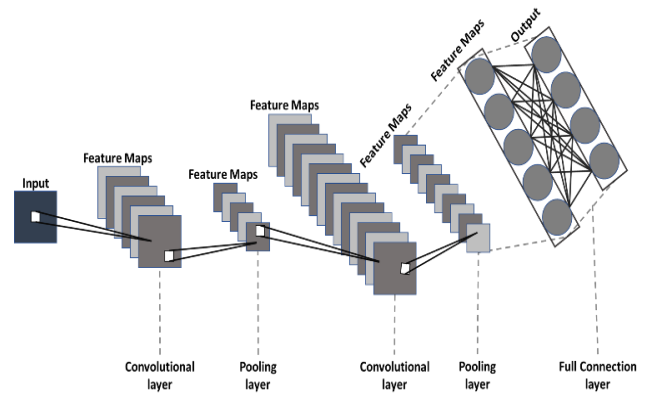 Input
Feature Maps
Feature Maps
Feature Maps
Feature Maps
Feature Maps
Output
Convolutional
layer
Pooling
layer
Convolutional
layer
Pooling
layer
Full Connection
layer